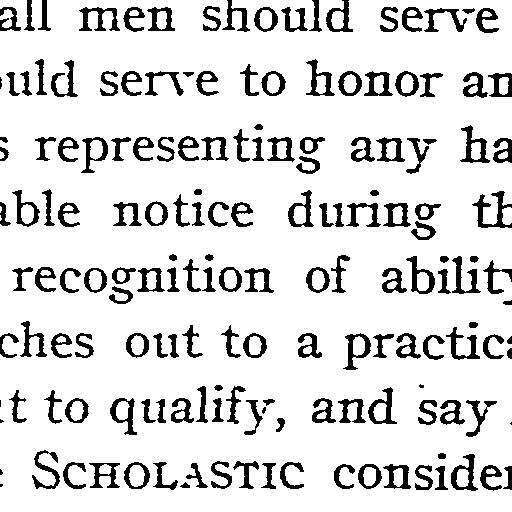 all men should serve
ould serve to honor an
s representing any ha
able notice during th
recognition of ability
ches out to a practica
t to qualify, and say
e SCHOLASTIC consider